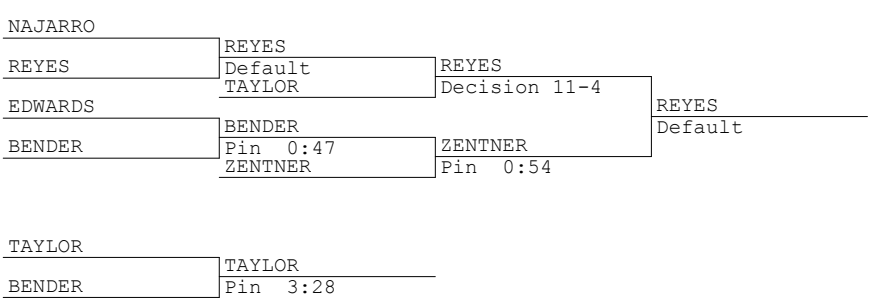 NAJARRO
REYES
REYES
Default
TAYLOR
REYES
Decision 11-4
EDWARDS
BENDER
BENDER
Pin 0:47
ZENTNER
ZENTNER
Pin 0:54
REYES
Default
TAYLOR
BENDER
TAYLOR
Pin 3:28